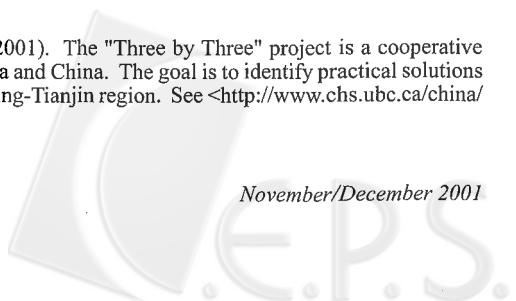 2001). The "Three by Three" project is a cooperative
a and China. The goal is to identify practical solutions
ng-Tianjin region. See <http://www.chs.ubc.ca/china/
November/December 2001
C.E.P.S.